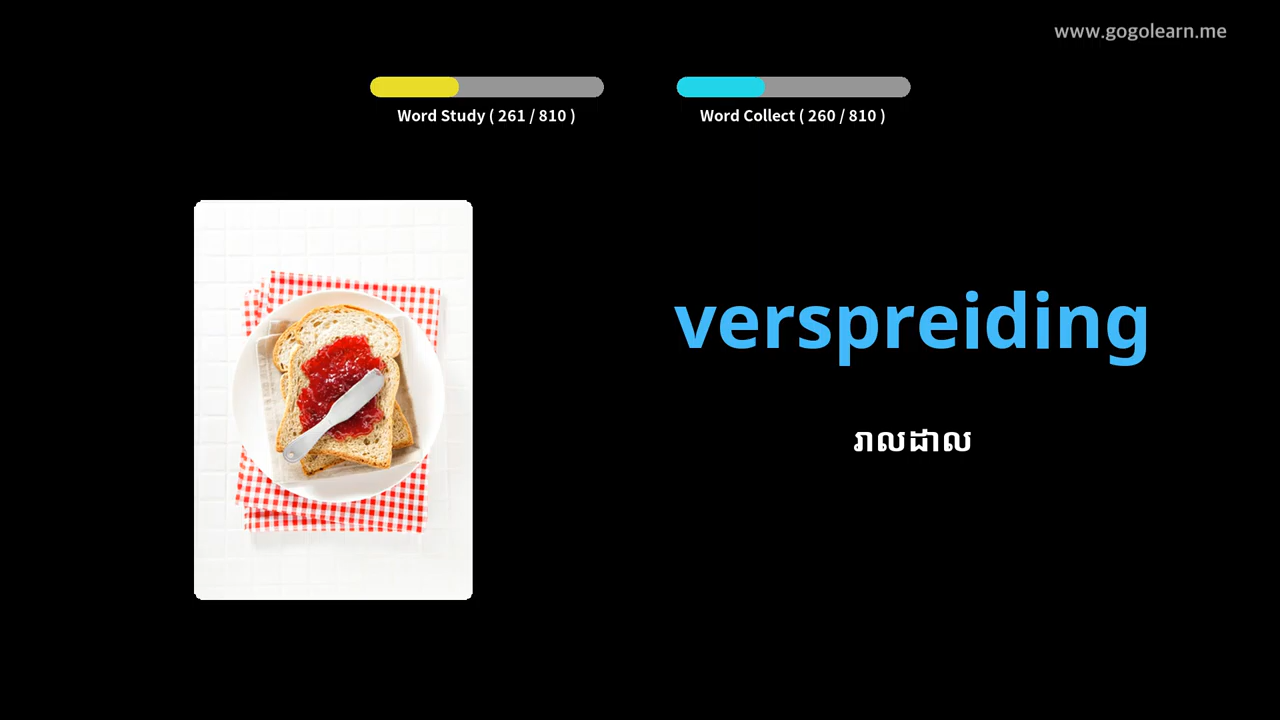 www.gogolearn.me
Word Study ( 261 / 810 )
Word Collect ( 260 / 810 )
verspreiding
រាលដាល